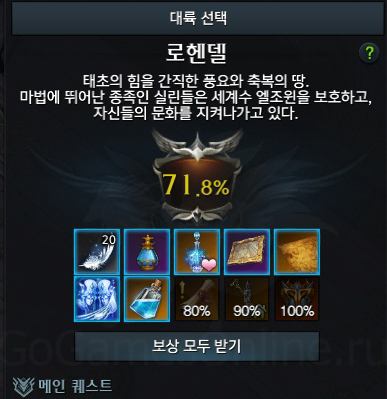 대륙 선택
로헨델
?
태초의 힘을 간직한 풍요와 축복의 땅.
마법에 뛰어난 종족인 실린들은 세계수 엘조윈을 보호하고,
자신들의 문화를 지켜나가고 있다.
71.8%
20
80% 90% 100%
보상 모두 받기
GoGames-online.ru
메인 퀘스트